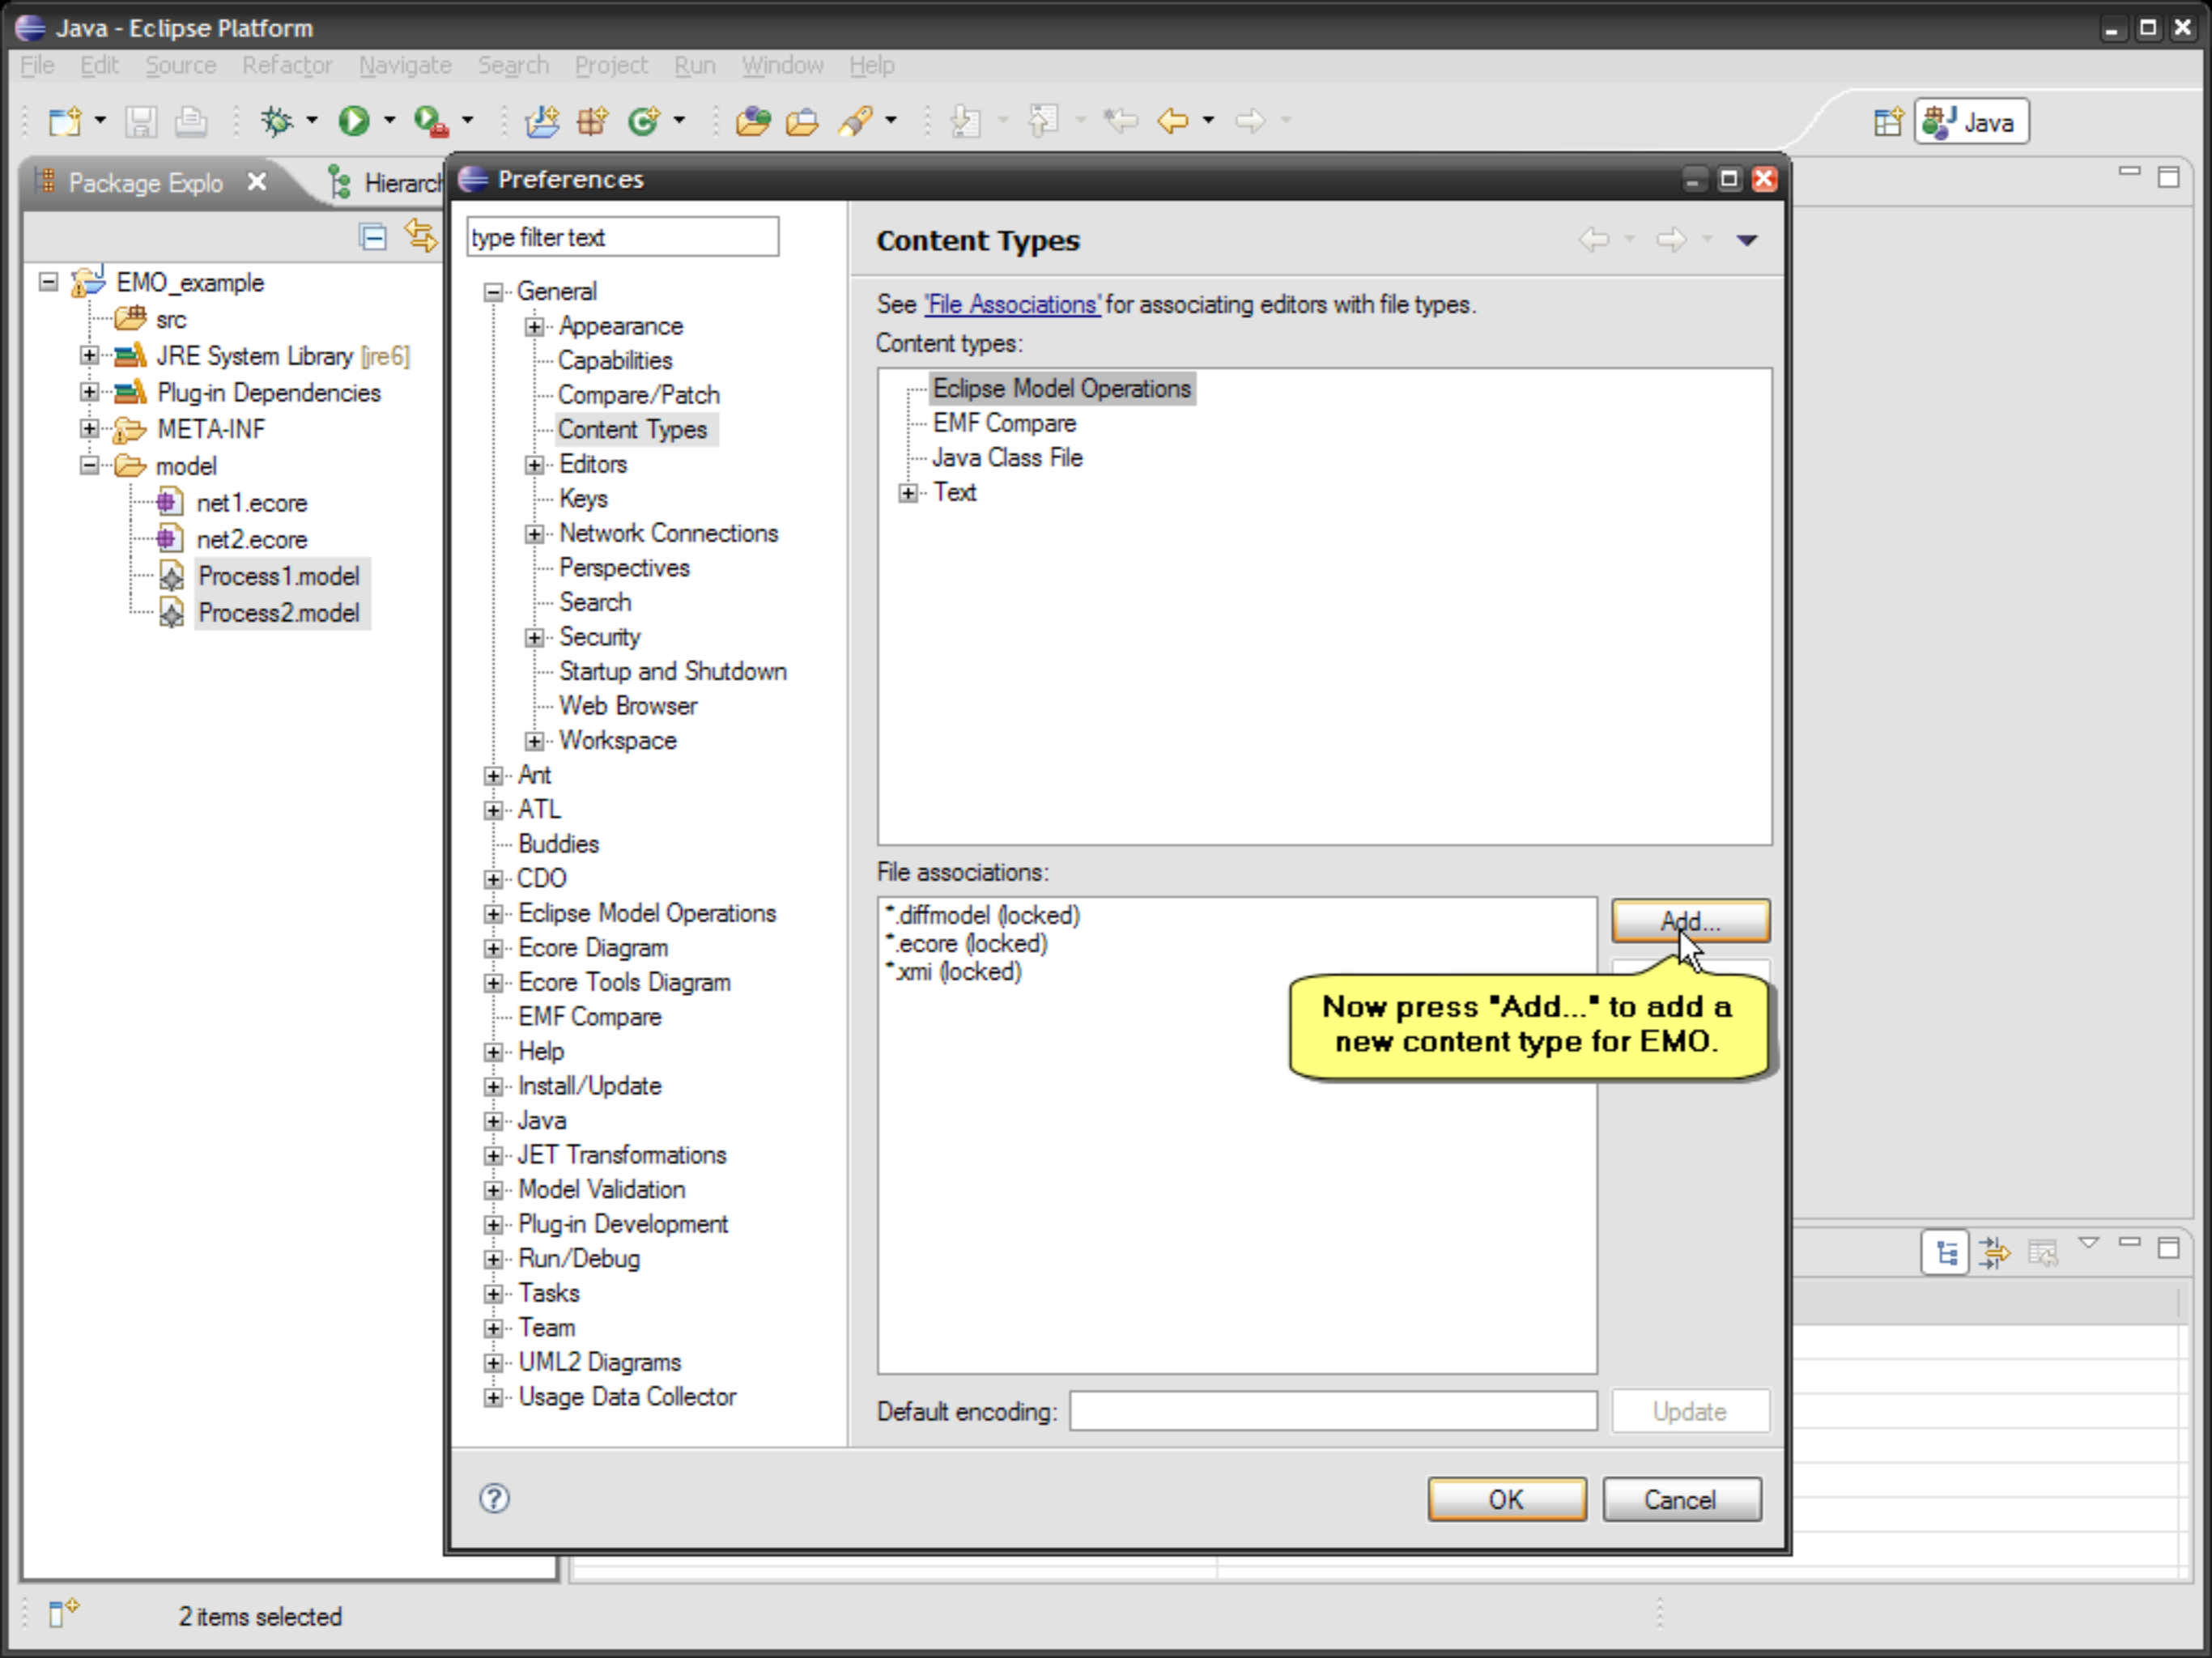 Java - Eclipse Platform
File Edit Source Refactor Navigate Search Project Run Window Help
Java
Package Explo
Hierarch
EMO_example
src
JRE System Library [jre6]
Plug-in Dependencies
META-INF
model
net1.ecore
net2.ecore
Process1.model
Process2.model
Preferences
type filter text
General
Appearance
Capabilities
Compare/Patch
Content Types
Editors
Keys
Network Connections
Perspectives
Search
Security
Startup and Shutdown
Web Browser
Workspace
Ant
ATL
Buddies
CDO
Eclipse Model Operations
Ecore Diagram
Ecore Tools Diagram
EMF Compare
Help
Install/Update
Java
JET Transformations
Model Validation
Plug-in Development
Run/Debug
Tasks
Team
UML2 Diagrams
Usage Data Collector
Content Types
See 'File Associations' for associating editors with file types.
Content types:
Eclipse Model Operations
EMF Compare
Java Class File
Text
File associations:
*.diffmodel (locked)
*.ecore (locked)
*.xmi (locked)
Add...
Now press "Add..." to add a
new content type for EMO.
Default encoding:
Update
OK
Cancel
2 items selected